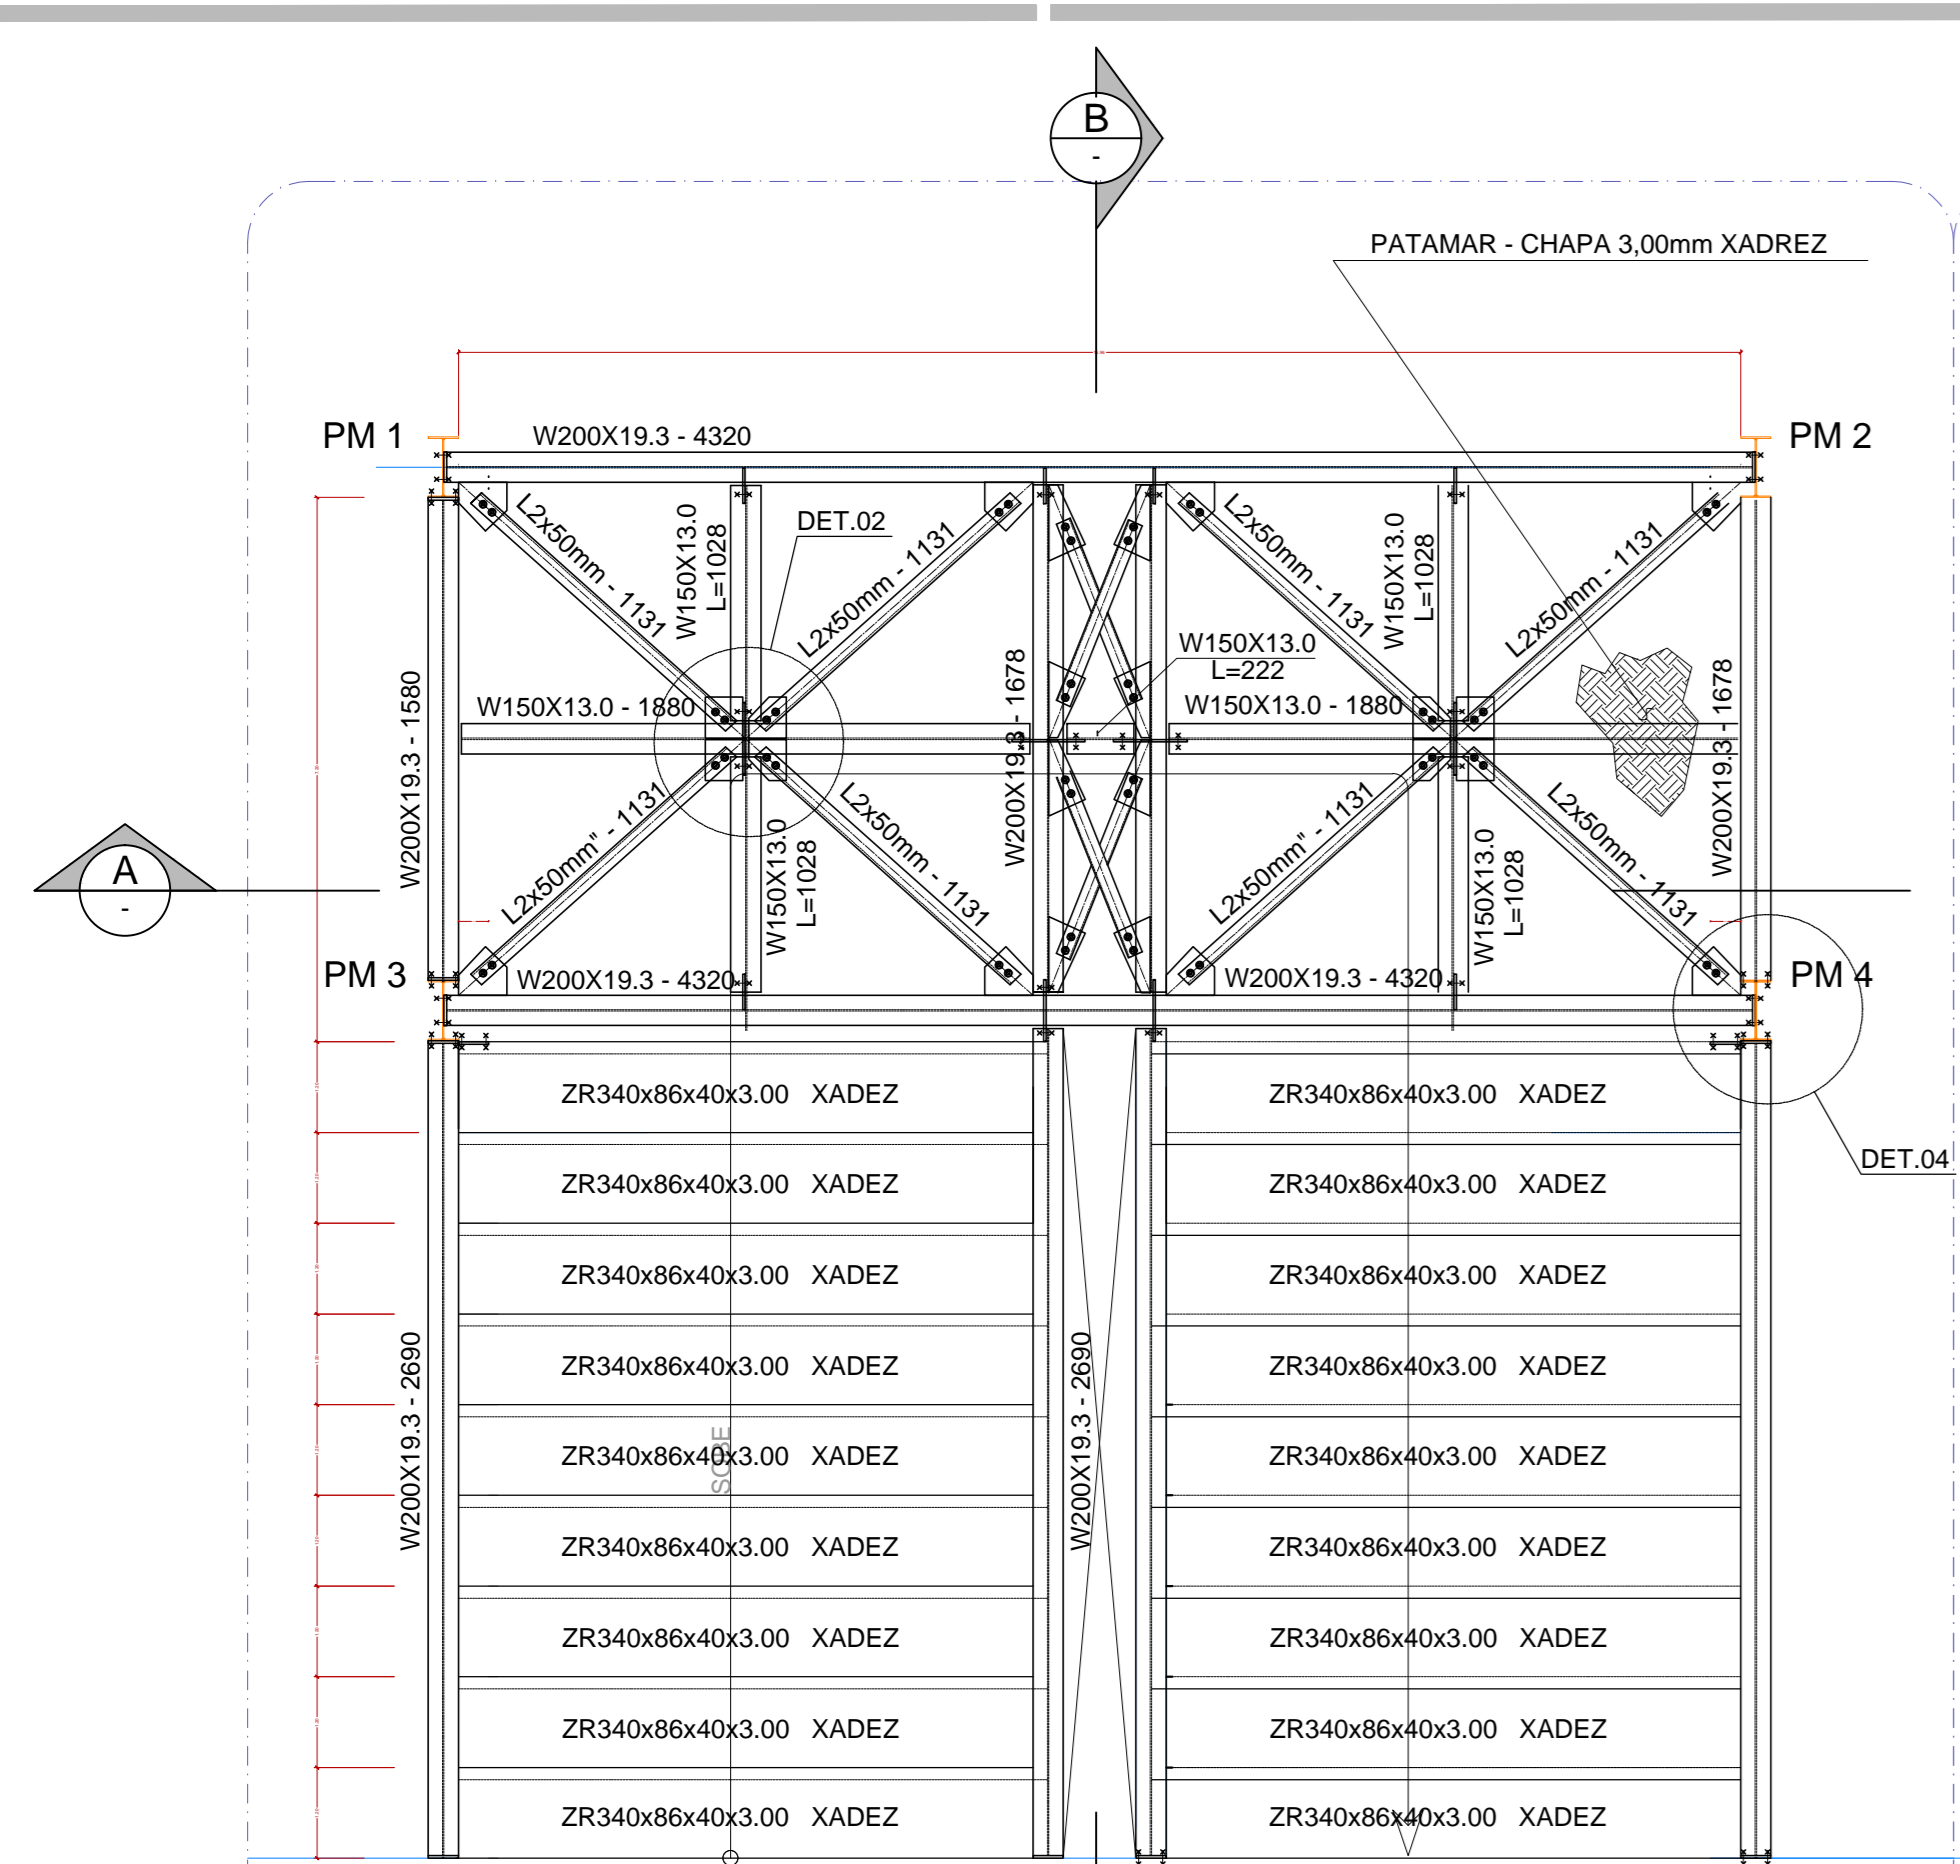 B
-
PATAMAR - CHAPA 3,00mm XADREZ
PM 1
W200X19.3 - 4320
PM 2
L2x50mm - 1131
W150X13.0
L=1028
DET.02
L2x50mm - 1131
L2x50mm - 1131
W150X13.0
L=1028
L2x50mm - 1131
W150X13.0
L=222
W200X19.3 - 1580
W150X13.0 - 1880
W200X19.3 - 1678
W150X13.0 - 1880
W200X19.3 - 1678
A
-
L2x50mm" - 1131
W150X13.0
L=1028
L2x50mm - 1131
L2x50mm" - 1131
W150X13.0
L=1028
L2x50mm - 1131
PM 3
W200X19.3 - 4320
W200X19.3 - 4320
PM 4
ZR340x86x40x3.00 XADEZ
ZR340x86x40x3.00 XADEZ
DET.04
ZR340x86x40x3.00 XADEZ
ZR340x86x40x3.00 XADEZ
ZR340x86x40x3.00 XADEZ
ZR340x86x40x3.00 XADEZ
W200X19.3 - 2690
ZR340x86x40x3.00 XADEZ
W200X19.3 - 2690
ZR340x86x40x3.00 XADEZ
SOBE
ZR340x86x40x3.00 XADEZ
ZR340x86x40x3.00 XADEZ
ZR340x86x40x3.00 XADEZ
ZR340x86x40x3.00 XADEZ
ZR340x86x40x3.00 XADEZ
ZR340x86x40x3.00 XADEZ
ZR340x86x40x3.00 XADEZ
ZR340x86x40x3.00 XADEZ
ZR340x86x40x3.00 XADEZ
ZR340x86x40x3.00 XADEZ